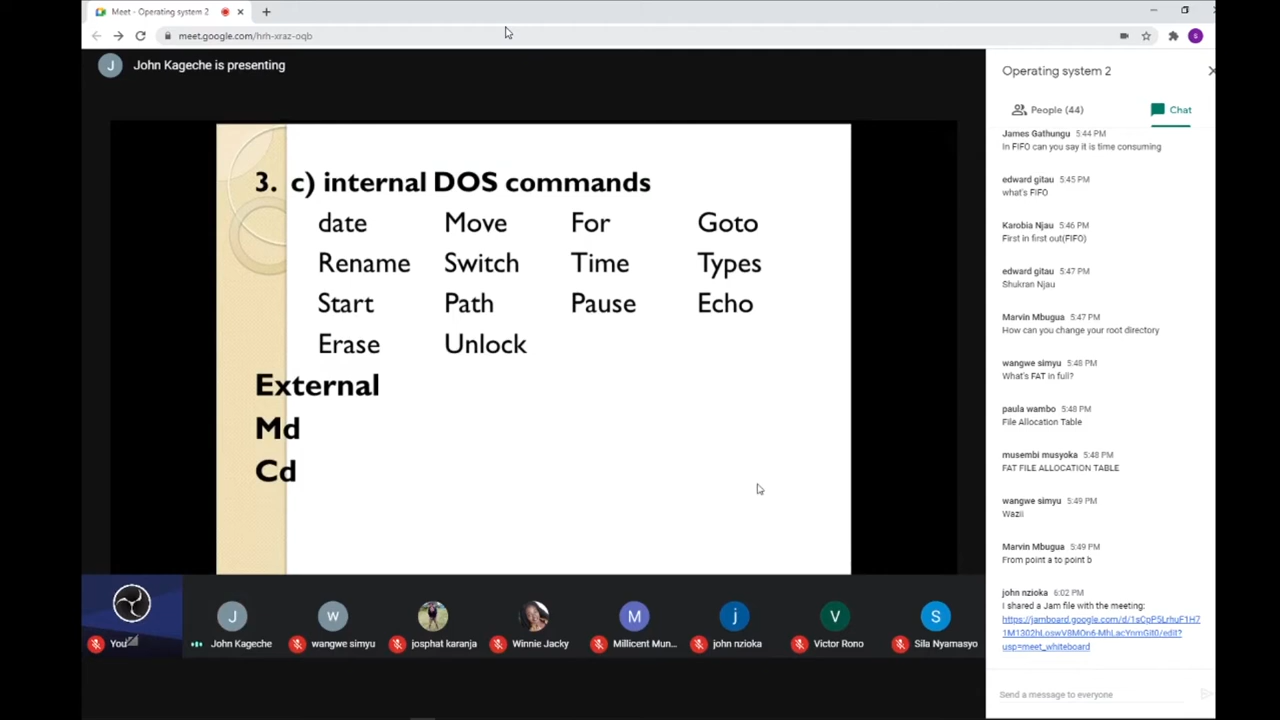 Meet - Operating system 2
meet.google.com/hrh-xraz-oqb
S
J John Kageche is presenting
3. c) internal DOS commands
date Move For Goto
Rename Switch Time Types
Start Path Pause Echo
Erase Unlock
External
Md
Cd
You
J John Kageche
w wangwe simyu
josphat karanja
Winnie Jacky
M Millicent Mun...
j john nzioka
V Victor Rono
S Sila Nyamasyo
Operating system 2
People (44) Chat
James Gathungu 5:44 PM
In FIFO can you say it is time consuming
edward gitau 5:45 PM
what's FIFO
Karobia Njau 5:46 PM
First in first out(FIFO)
edward gitau 5:47 PM
Shukran Njau
Marvin Mbugua 5:47 PM
How can you change your root directory
wangwe simyu 5:48 PM
What's FAT in full?
paula wambo 5:48 PM
File Allocation Table
musembi musyoka 5:48 PM
FAT FILE ALLOCATION TABLE
wangwe simyu 5:49 PM
Wazii
Marvin Mbugua 5:49 PM
From point a to point b
john nzioka 6:02 PM
I shared a Jam file with the meeting:
https://jamboard.google.com/d/1sCpP5LrhuF1H7
usp=meet_whiteboard
Send a message to everyone